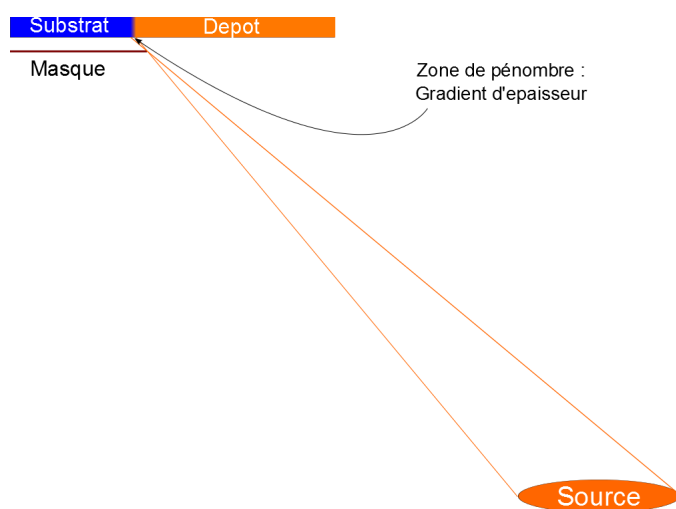 Substrat
Depot
Masque
Zone de pénombre :
Gradient d'epaisseur
Source